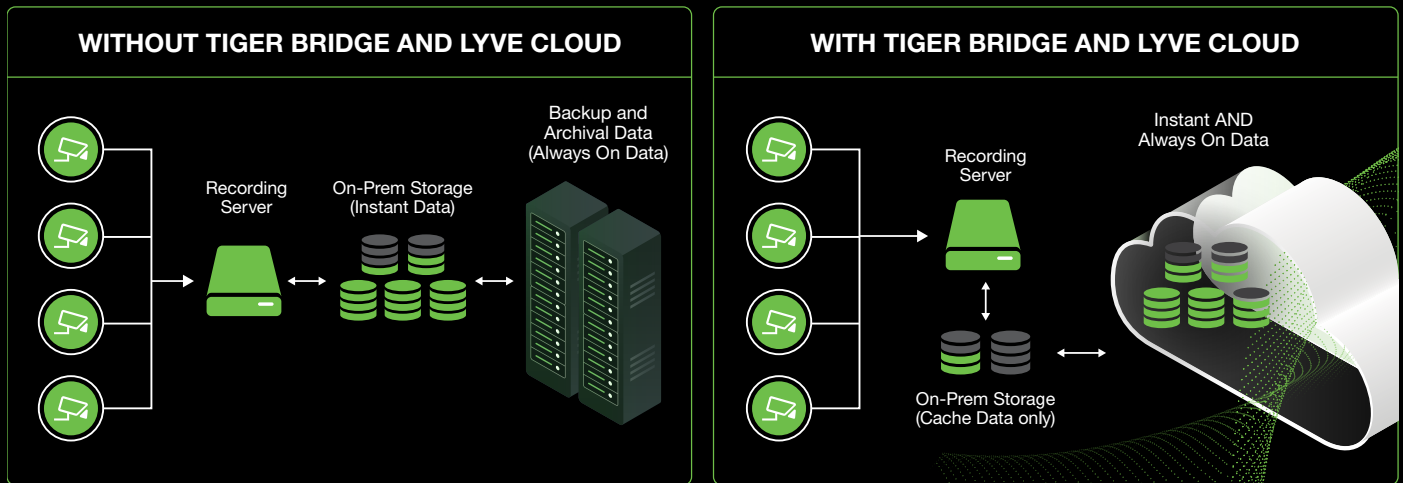 WITHOUT TIGER BRIDGE AND LYVE CLOUD
Backup and
Archival Data
(Always On Data)
Recording
Server
On-Prem Storage
(Instant Data)
WITH TIGER BRIDGE AND LYVE CLOUD
Instant AND
Always On Data
Recording
Server
On-Prem Storage
(Cache Data only)